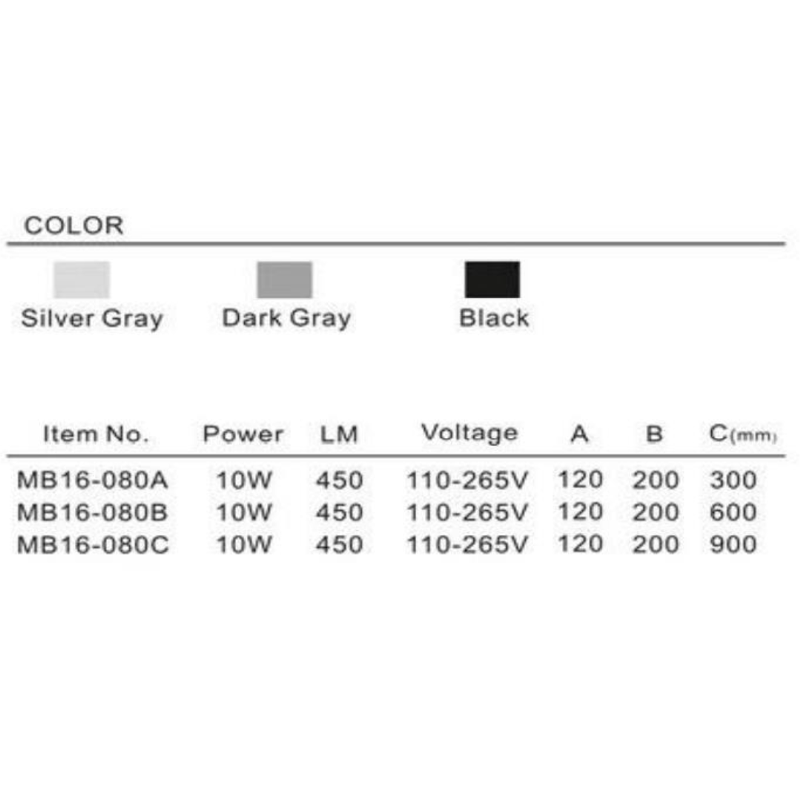 COLOR
Silver Gray Dark Gray Black
Item No. Power LM Voltage A B C(mm)
MB16-080A 10W 450 110-265V 120 200 300
MB16-080B 10W 450 110-265V 120 200 600
MB16-080C 10W 450 110-265V 120 200 900